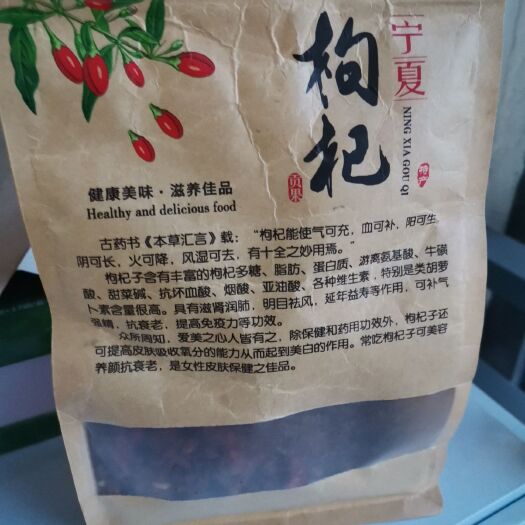 宁夏
枸杞
NING XIA GOU QI
特产
贡果
健康美味·滋养佳品
Healthy and delicious food
古药书《本草汇言》载：“枸杞能使气可充，血可补，阳可生，
阴可长，火可降，风湿可去，有十全之妙用焉。”
枸杞子含有丰富的枸杞多糖、脂肪、蛋白质、游离氨基酸、牛磺
酸、甜菜碱、抗坏血酸、烟酸、亚油酸、各种维生素，特别是类胡萝
卜素含量很高。具有滋肾润肺，明目祛风，延年益寿等作用，可补气
强精，抗衰老，提高免疫力等功效。
众所周知，爱美之心人皆有之，除保健和药用功效外，枸杞子还
可提高皮肤吸收氧分的能力从而起到美白的作用。常吃枸杞子可美容
养颜抗衰老，是女性皮肤保健之佳品。